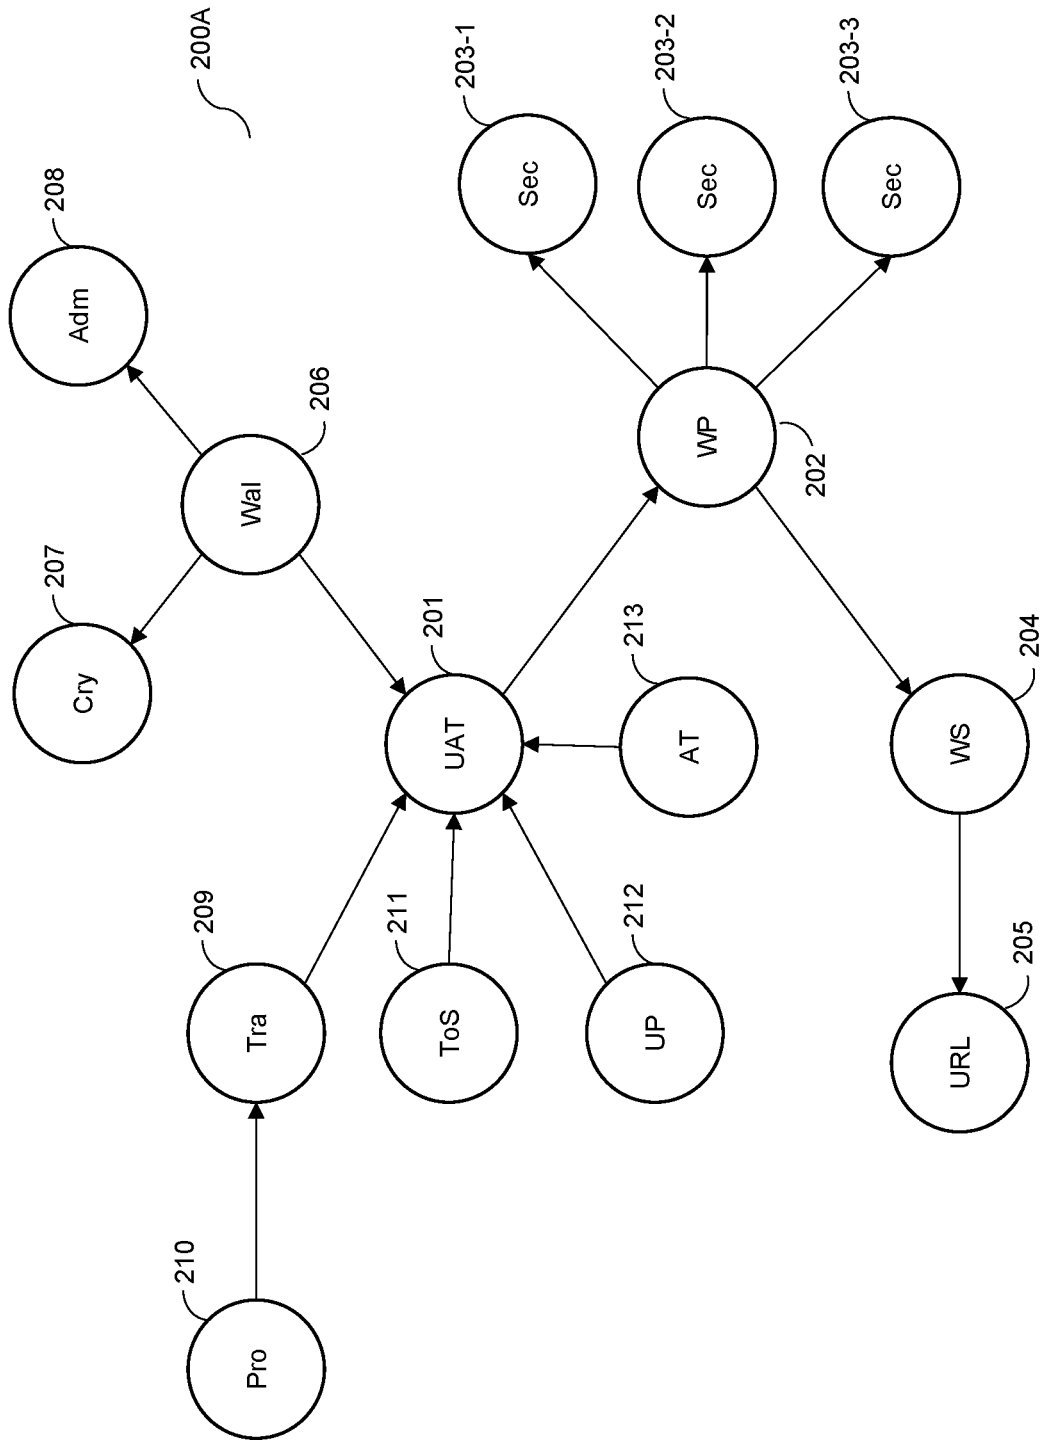 207
208
Cry
Adm
210
209
200A
Pro
Tra
Wal
206
211
201
203-1
ToS
UAT
Sec
212
213
203-2
UP
AT
WP
Sec
202
203-3
Sec
URL
WS
205
204